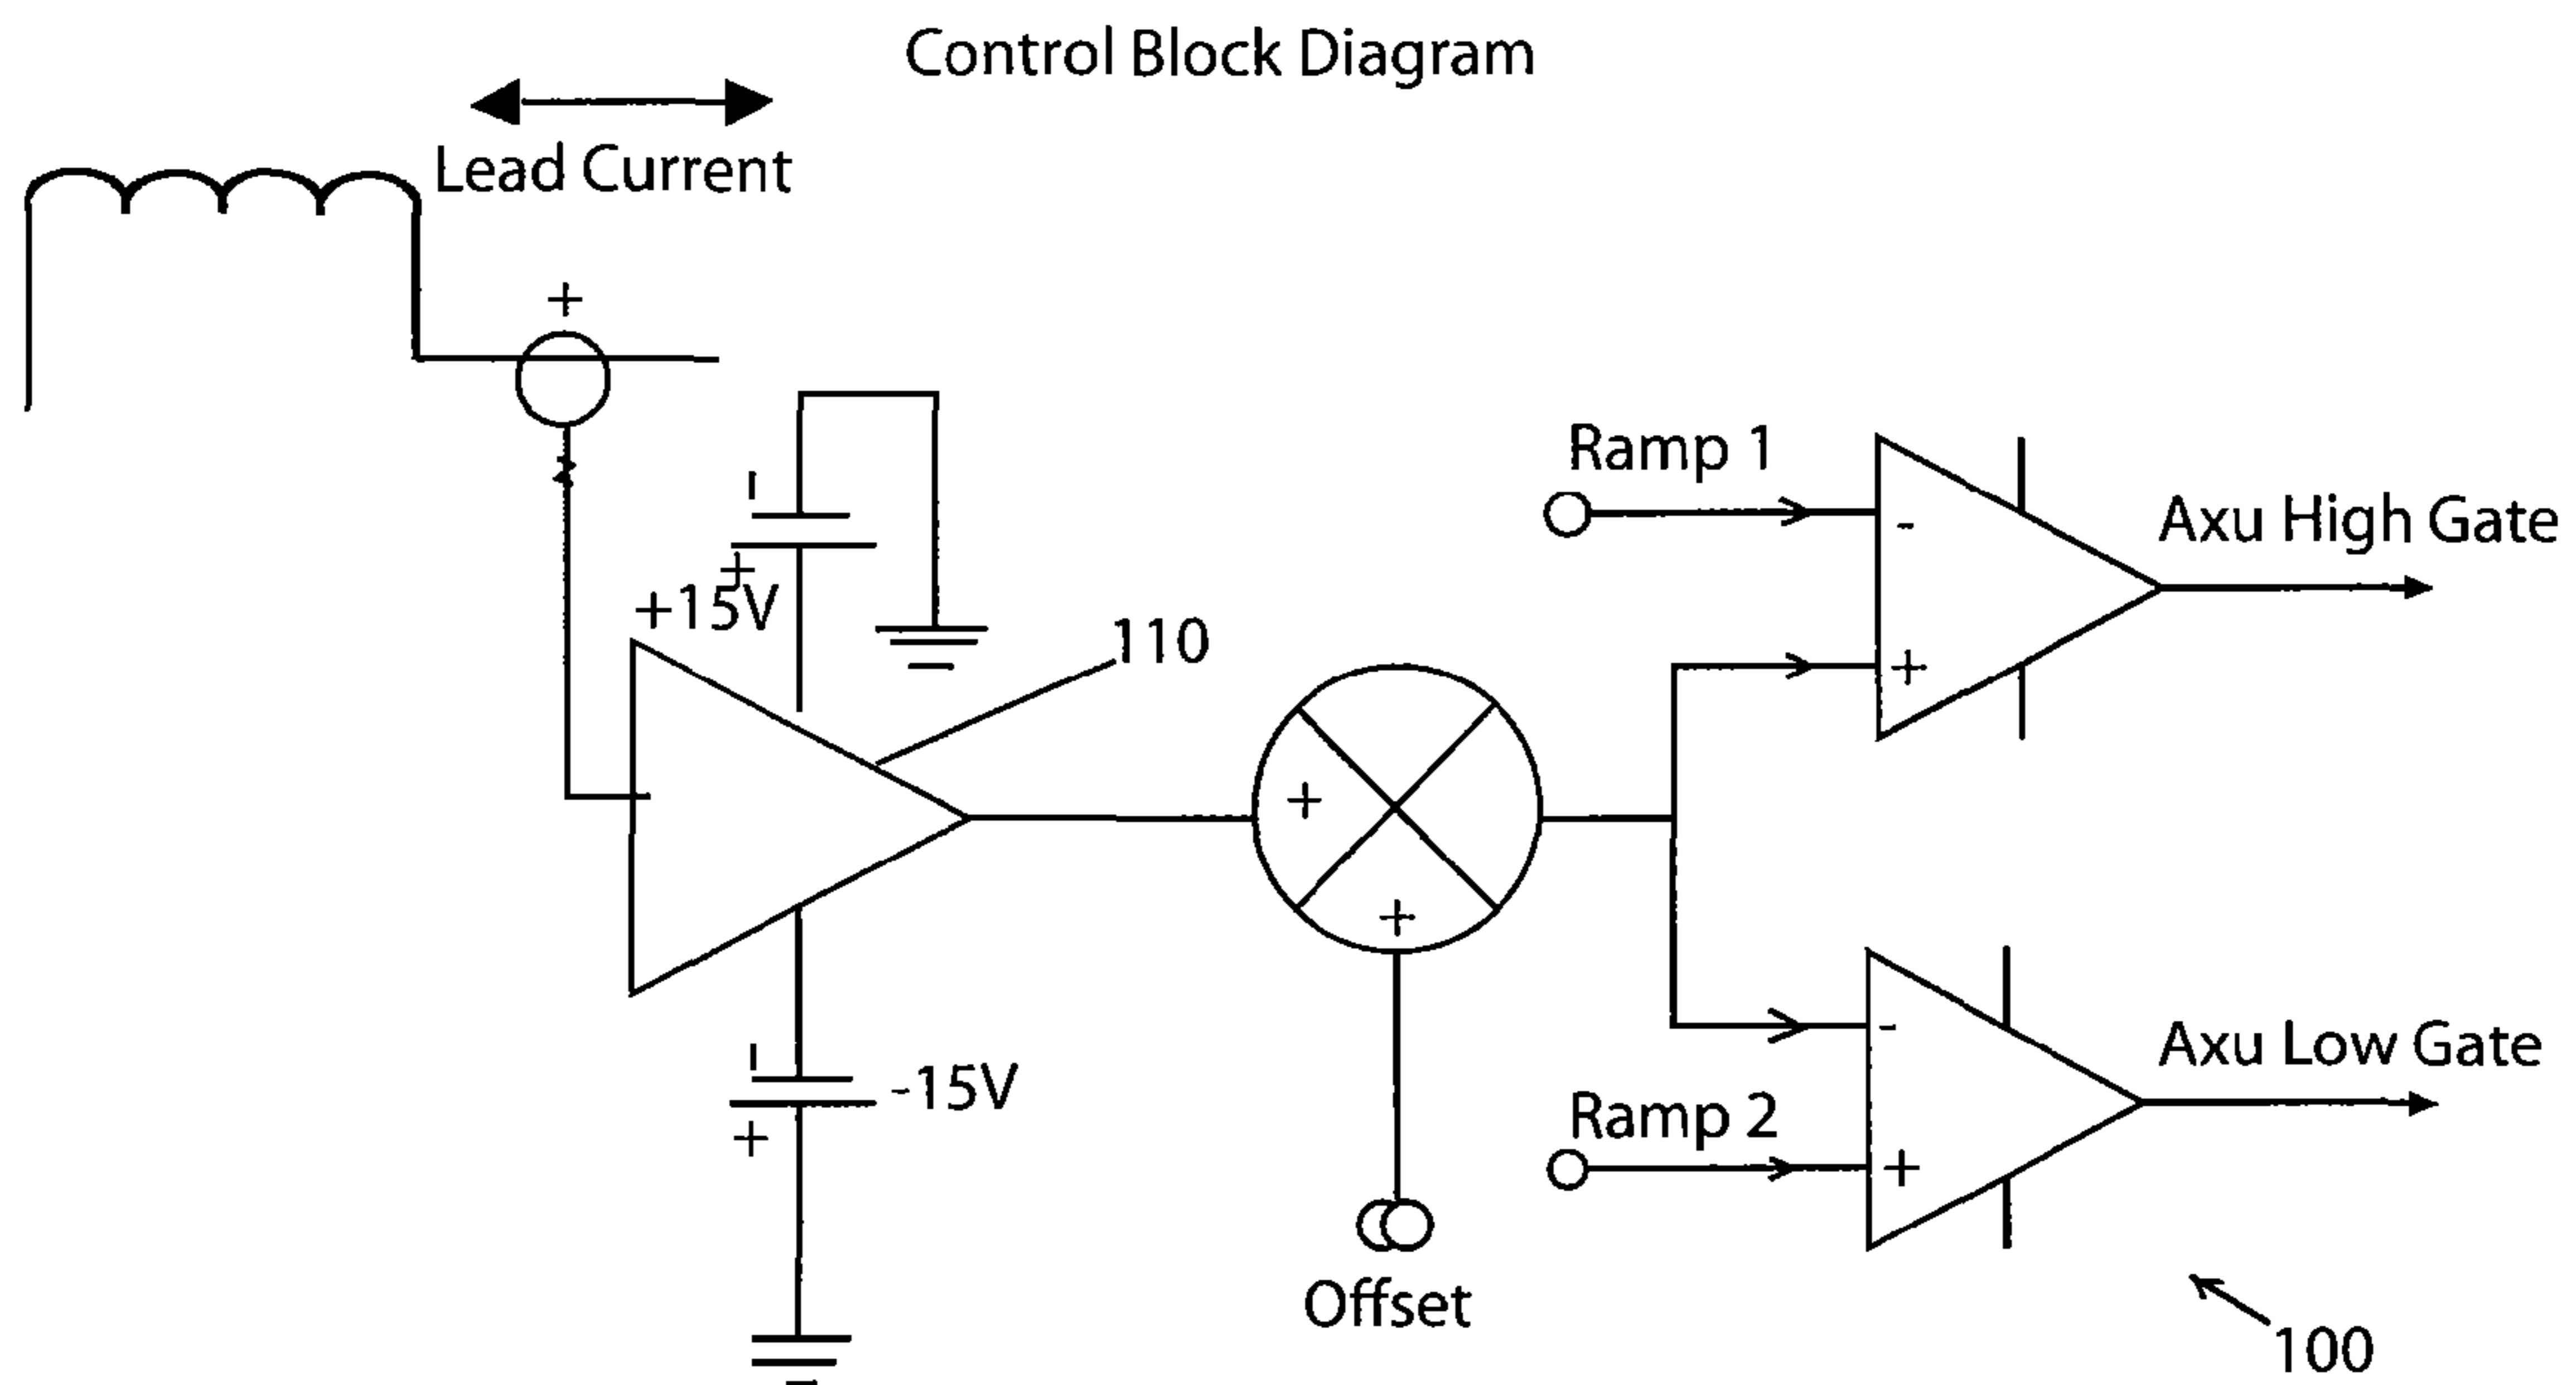 Control Block Diagram
Lead Current
+
-
+
+15V
110
Ramp 1
-
+
Axu High Gate
+
+
-
+
-15V
Offset
-
+
Ramp 2
Axu Low Gate
100